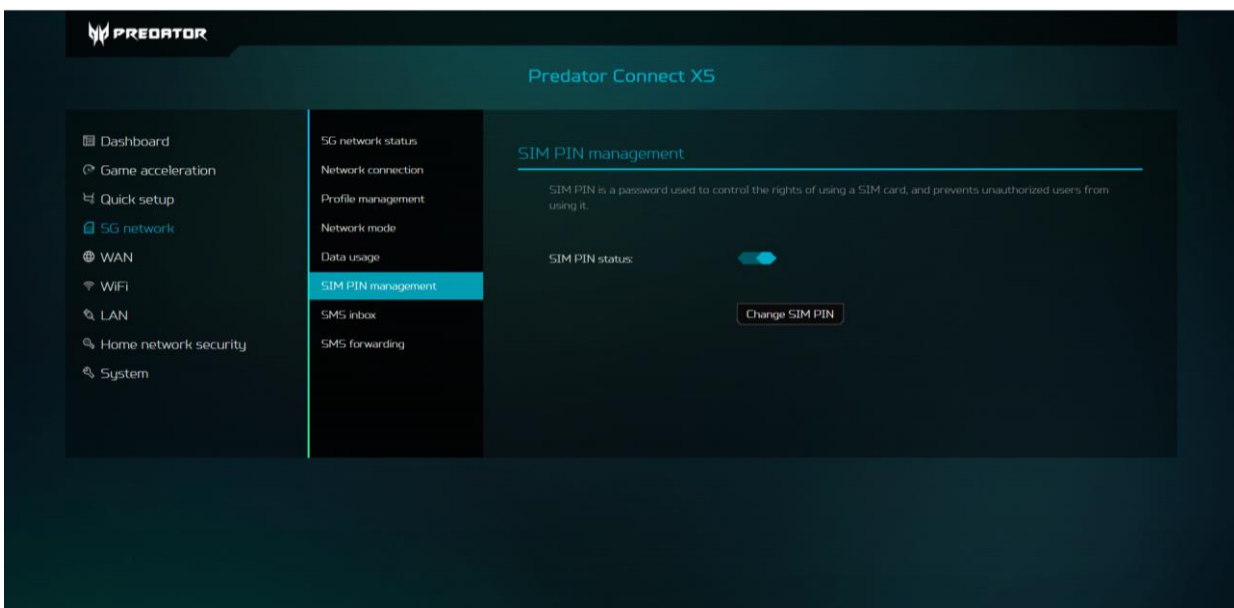 PREDATOR
Predator Connect X5
Dashboard
Game acceleration
Quick setup
5G network
WAN
WiFi
LAN
Home network security
System
5G network status
Network connection
Profile management
Network mode
Data usage
SIM PIN management
SMS inbox
SMS forwarding
SIM PIN management
SIM PIN is a password used to control the rights of using a SIM card, and prevents unauthorized users from
using it.
SIM PIN status:
Change SIM PIN